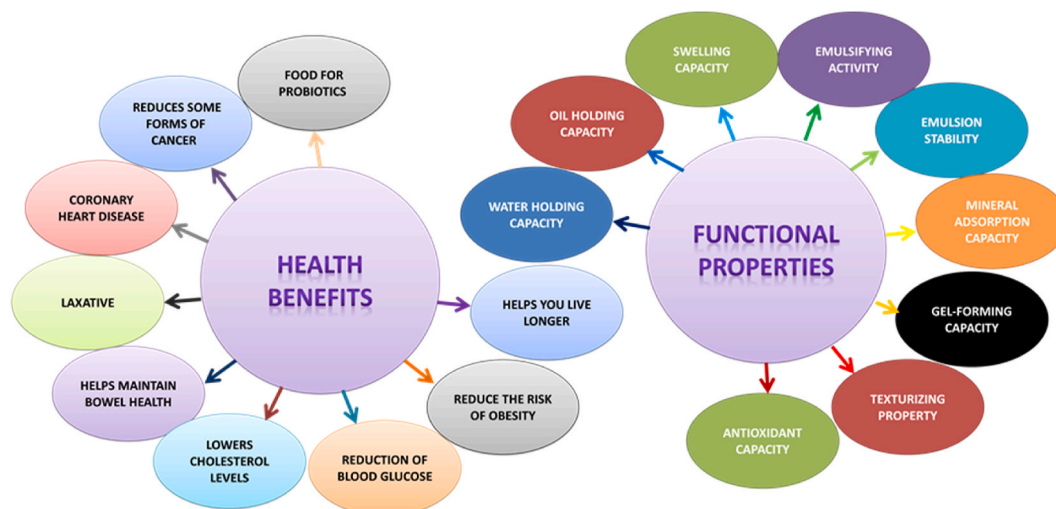 FOOD FOR
PROBIOTICS
REDUCES SOME
FORMS OF
CANCER
CORONARY
HEART DISEASE
LAXATIVE
HELPS MAINTAIN
BOWEL HEALTH
LOWERS
CHOLESTEROL
LEVELS
REDUCTION OF
BLOOD GLUCOSE
REDUCE THE RISK
OF OBESITY
HELPS YOU LIVE
LONGER
HEALTH
BENEFITS
SWELLING
CAPACITY
EMULSIFYING
ACTIVITY
OIL HOLDING
CAPACITY
EMULSION
STABILITY
WATER HOLDING
CAPACITY
MINERAL
ADSORPTION
CAPACITY
FUNCTIONAL
PROPERTIES
GEL-FORMING
CAPACITY
TEXTURIZING
PROPERTY
ANTIOXIDANT
CAPACITY